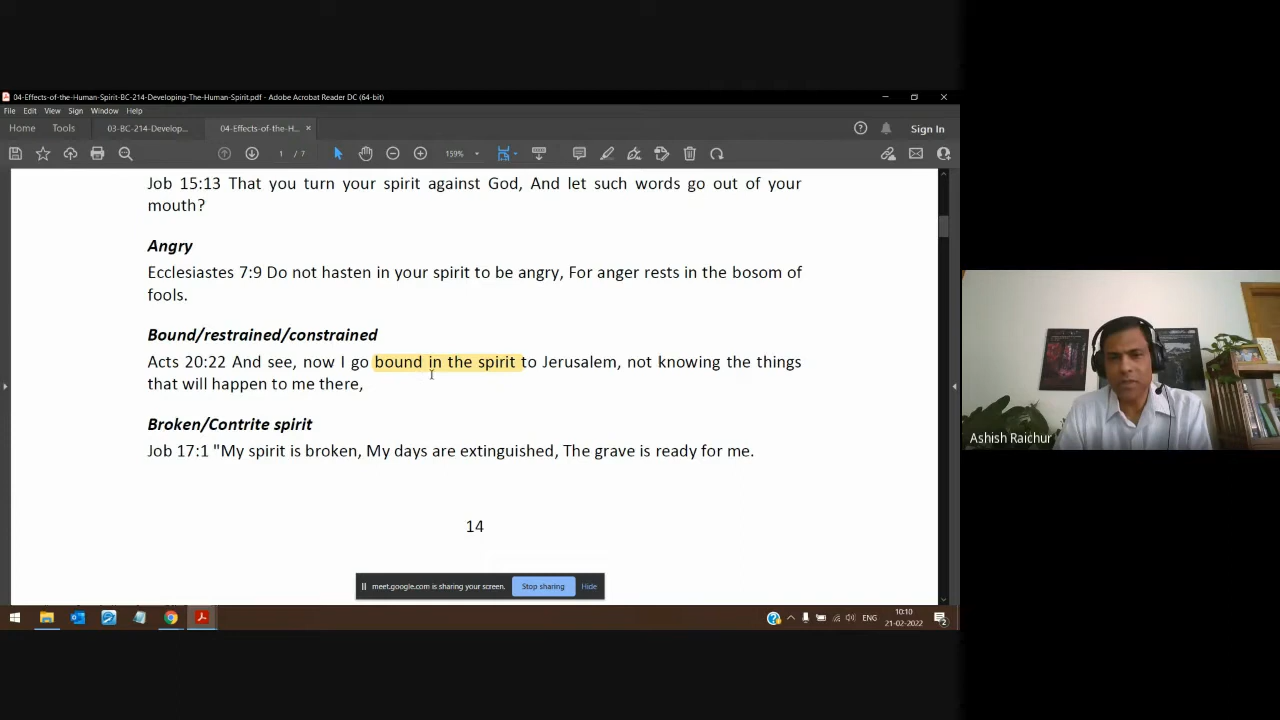 04-Effects-of-the-Human-Spirit-BC-214-Developing-The-Human-Spirit.pdf - Adobe Acrobat Reader DC (64-bit)
File Edit View Sign Window Help
Home Tools 03-BC-214-Develop... 04-Effects-of-the-H... × Sign In
1 / 7 159%
Job 15:13 That you turn your spirit against God, And let such words go out of your
mouth?
Angry
Ecclesiastes 7:9 Do not hasten in your spirit to be angry, For anger rests in the bosom of
fools.
Bound/restrained/constrained
Acts 20:22 And see, now I go bound in the spirit to Jerusalem, not knowing the things
that will happen to me there,
Broken/Contrite spirit
Job 17:1 "My spirit is broken, My days are extinguished, The grave is ready for me.
14
meet.google.com is sharing your screen. Stop sharing Hide
ENG 10:10
21-02-2022
2
Ashish Raichur